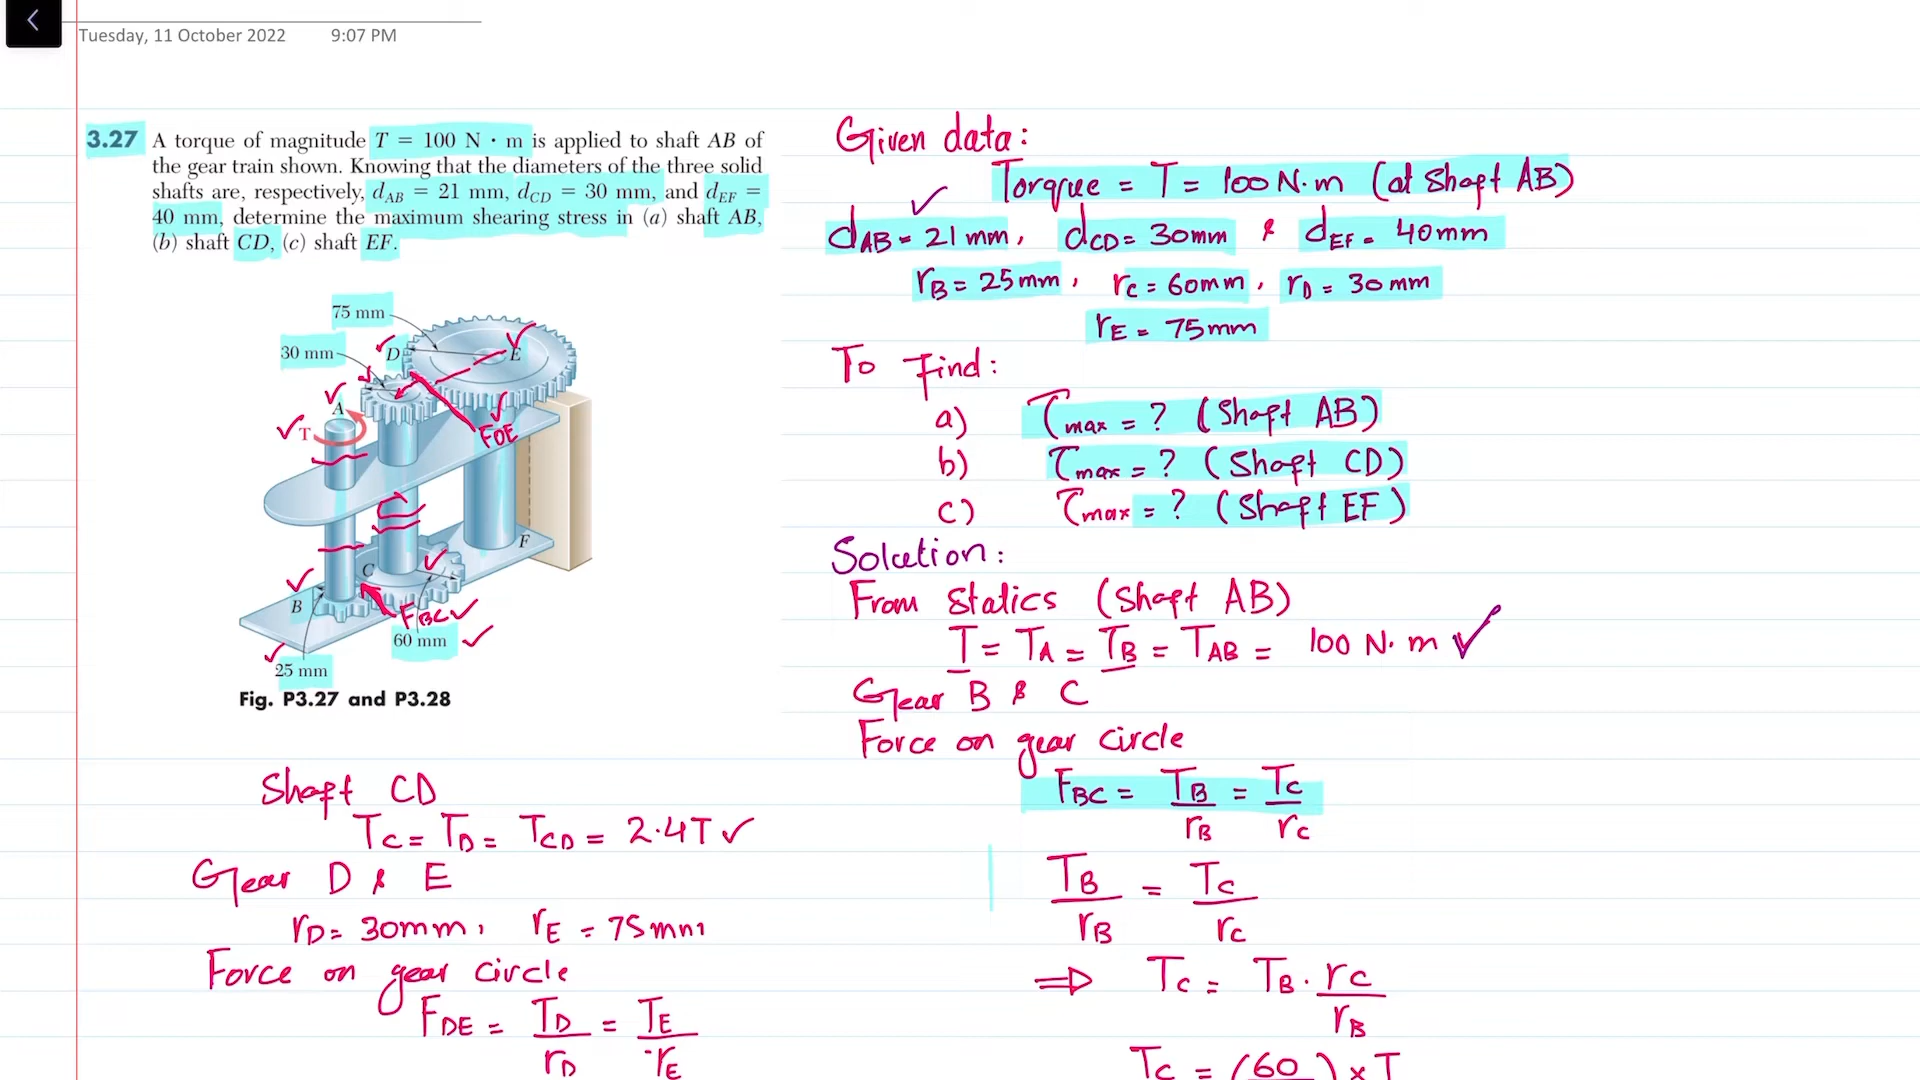 Tuesday, 11 October 2022 9:07 PM
3.27 A torque of magnitude T = 100 N · m is applied to shaft AB of
the gear train shown. Knowing that the diameters of the three solid
shafts are, respectively, dAB = 21 mm, dCD = 30 mm, and dEF =
40 mm, determine the maximum shearing stress in (a) shaft AB,
(b) shaft CD, (c) shaft EF.
75 mm
30 mm
D
E
A
T
FDE
F
C
B
FBC
60 mm
25 mm
Fig. P3.27 and P3.28
Shaft CD
TC = TD = TCD = 2.4T ✓
Gear D & E
rD = 30mm, rE = 75mm
Force on gear circle
FDE = TD/rD = TE/rE
Given data:
Torque = T = 100 N.m (at Shaft AB)
dAB = 21 mm, dCD = 30mm & dEF = 40mm
rB = 25mm, rC = 60mm, rD = 30mm
rE = 75mm
To Find:
a) τmax = ? (Shaft AB)
b) τmax = ? (Shaft CD)
c) τmax = ? (Shaft EF)
Solution:
From Statics (Shaft AB)
T = TA = TB = TAB = 100 N.m ✓
Gear B & C
Force on gear circle
FBC = TB/rB = TC/rC
TB/rB = TC/rC
⇒ TC = TB . rC/rB
TC = (60 ) × T